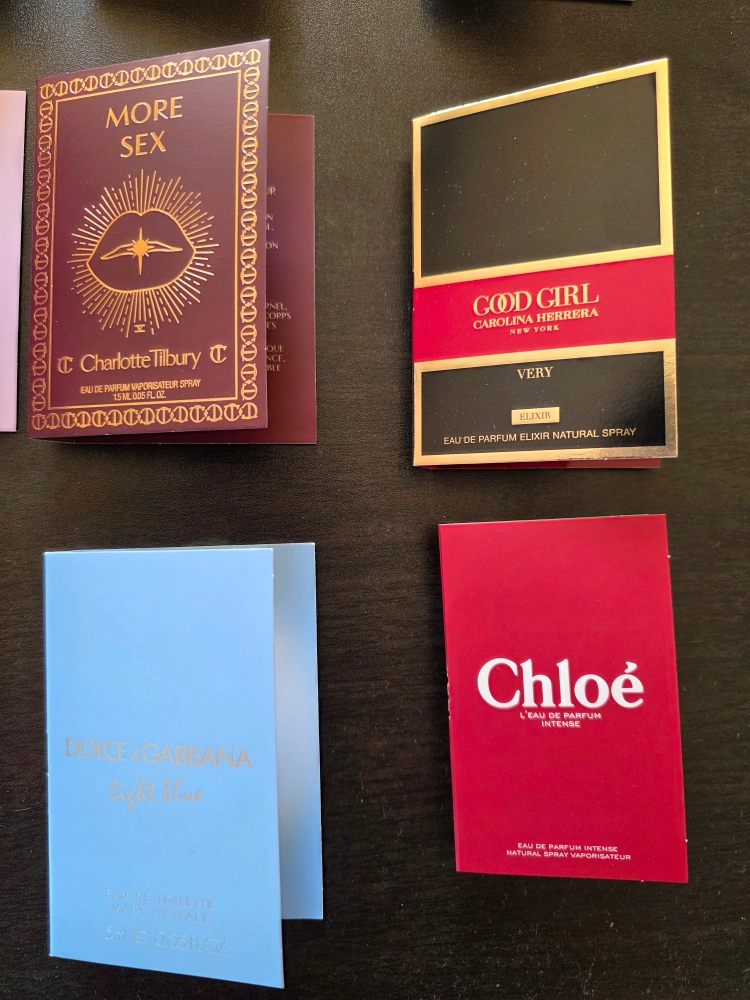 MORE
SEX
CharlotteTilbury
EAU DE PARFUM VAPORISATEUR SPRAY
1.5 ML 0.05 FL. OZ.
GOOD GIRL
CAROLINA HERRERA
NEW YORK
VERY
ELIXIR
EAU DE PARFUM ELIXIR NATURAL SPRAY
DOLCE & GABBANA
light blue
EAU DE TOILETTE
MADE IN ITALY
1.5ml ℮ 0.05 FL.OZ.
Chloé
L'EAU DE PARFUM
INTENSE
EAU DE PARFUM INTENSE
NATURAL SPRAY VAPORISATEUR